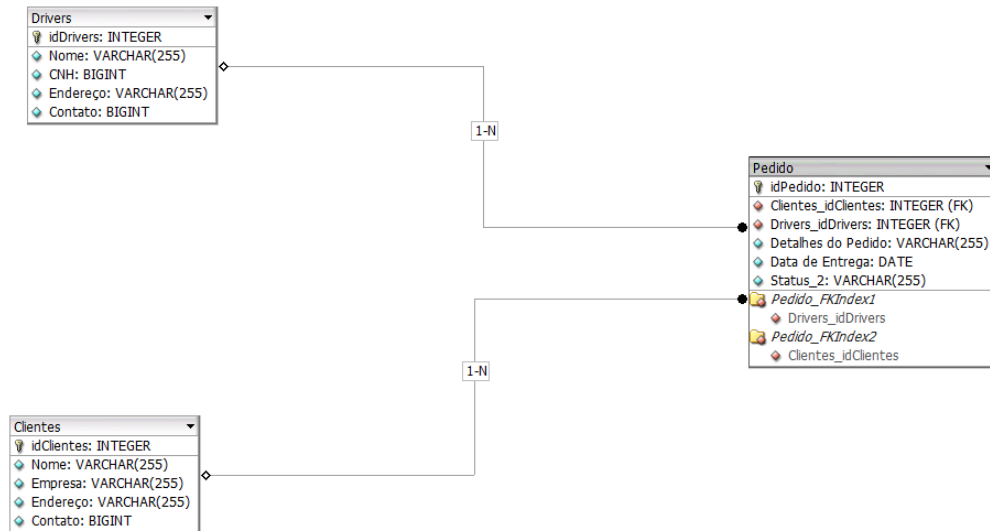 Drivers
idDrivers: INTEGER
Nome: VARCHAR(255)
CNH: BIGINT
Endereço: VARCHAR(255)
Contato: BIGINT
1-N
Pedido
idPedido: INTEGER
Clientes_idClientes: INTEGER (FK)
Drivers_idDrivers: INTEGER (FK)
Detalhes do Pedido: VARCHAR(255)
Data de Entrega: DATE
Status_2: VARCHAR(255)
Pedido_FKIndex1
Drivers_idDrivers
Pedido_FKIndex2
Clientes_idClientes
1-N
Clientes
idClientes: INTEGER
Nome: VARCHAR(255)
Empresa: VARCHAR(255)
Endereço: VARCHAR(255)
Contato: BIGINT